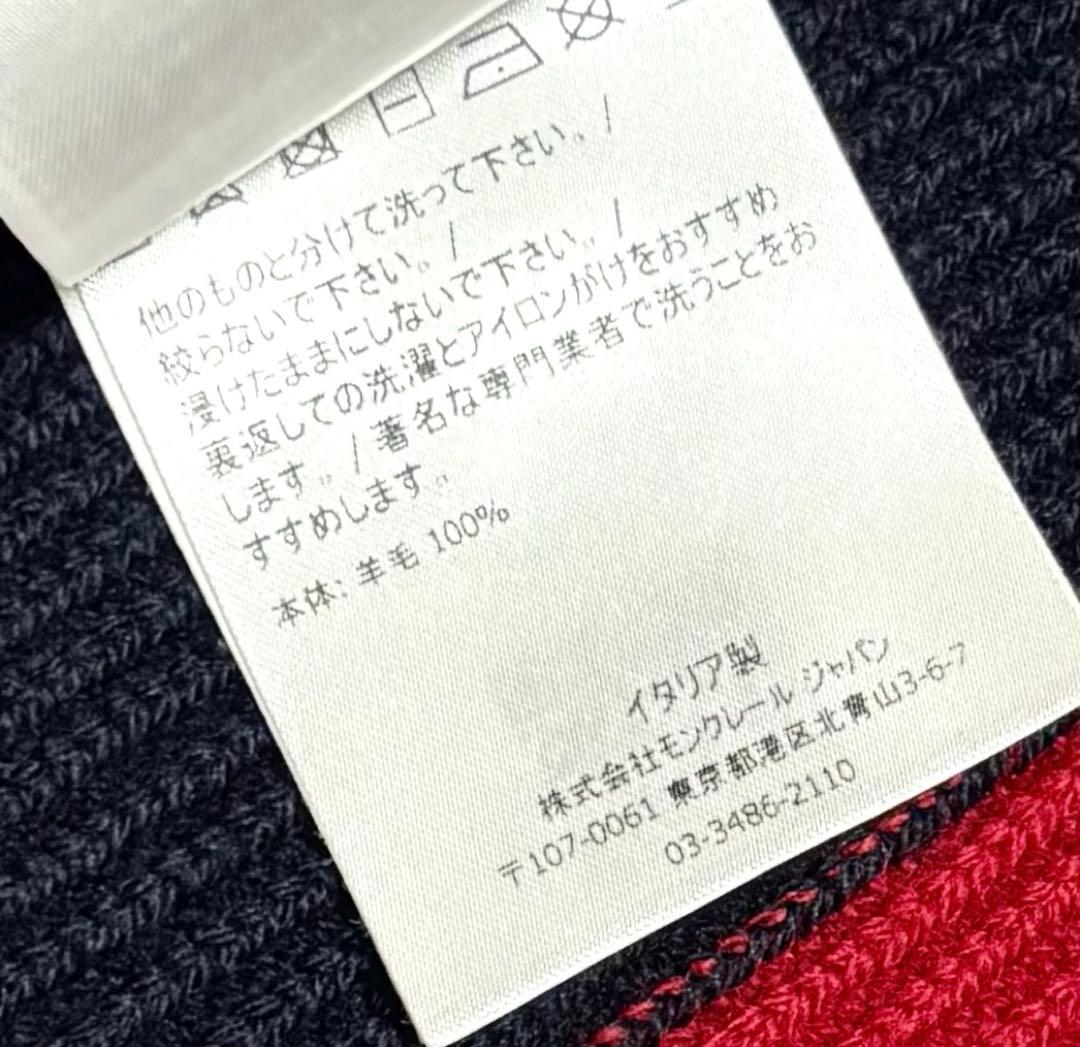 他のものと分けて洗って下さい。/
絞らないで下さい。/
浸けたままにしないで下さい。/
裏返しての洗濯とアイロンがけをおすすめ
します。/著名な専門業者で洗うことをお
すすめします。
本体: 羊毛 100%
イタリア製
株式会社モンクレール ジャパン
〒107-0061 東京都港区北青山3-6-7
03-3486-2110